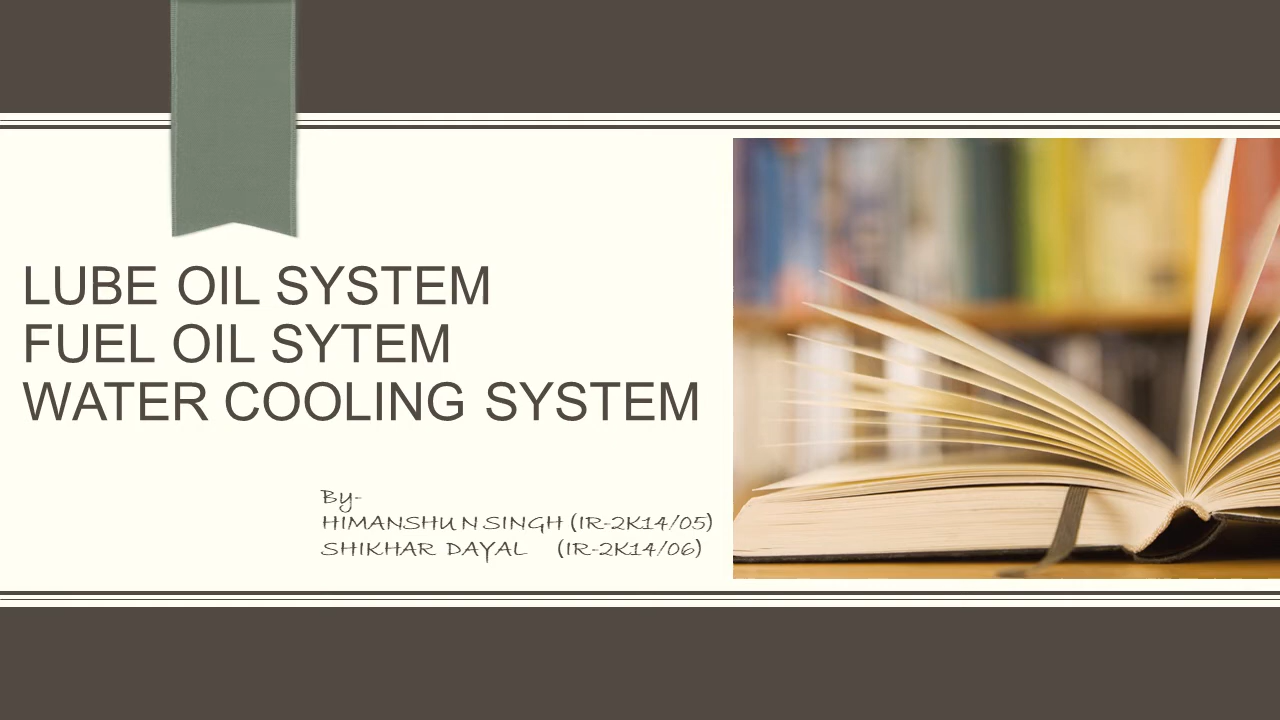 LUBE OIL SYSTEM
FUEL OIL SYTEM
WATER COOLING SYSTEM
By-
HIMANSHU N SINGH (IR-2K14/05)
SHIKHAR DAYAL (IR-2K14/06)